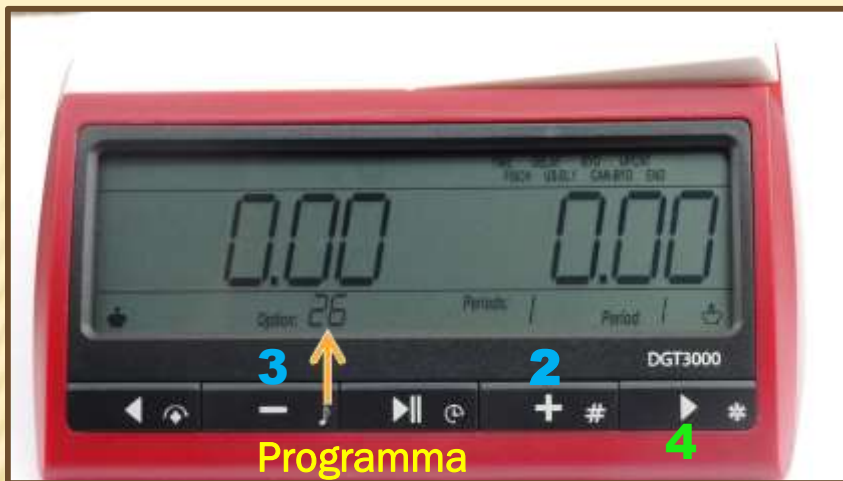 TIME DELAY BYO UPCNT
FISCH US-DLY CAN-BYO END
0.00 0.00
Option: 26 Periods: 1 Period 1
3 2 DGT3000
− ♪ + # *
4
Programma